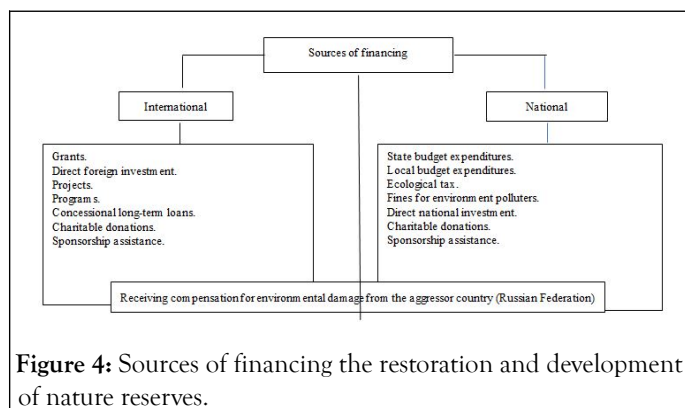 Sources of financing
International
National
Grants.
Direct foreign investment.
Projects.
Programs.
Concessional long-term loans.
Charitable donations.
Sponsorship assistance.
State budget expenditures.
Local budget expenditures.
Ecological tax.
Fines for environment polluters.
Direct national investment.
Charitable donations.
Sponsorship assistance.
Receiving compensation for environmental damage from the aggressor country (Russian Federation)
Figure 4: Sources of financing the restoration and development
of nature reserves.